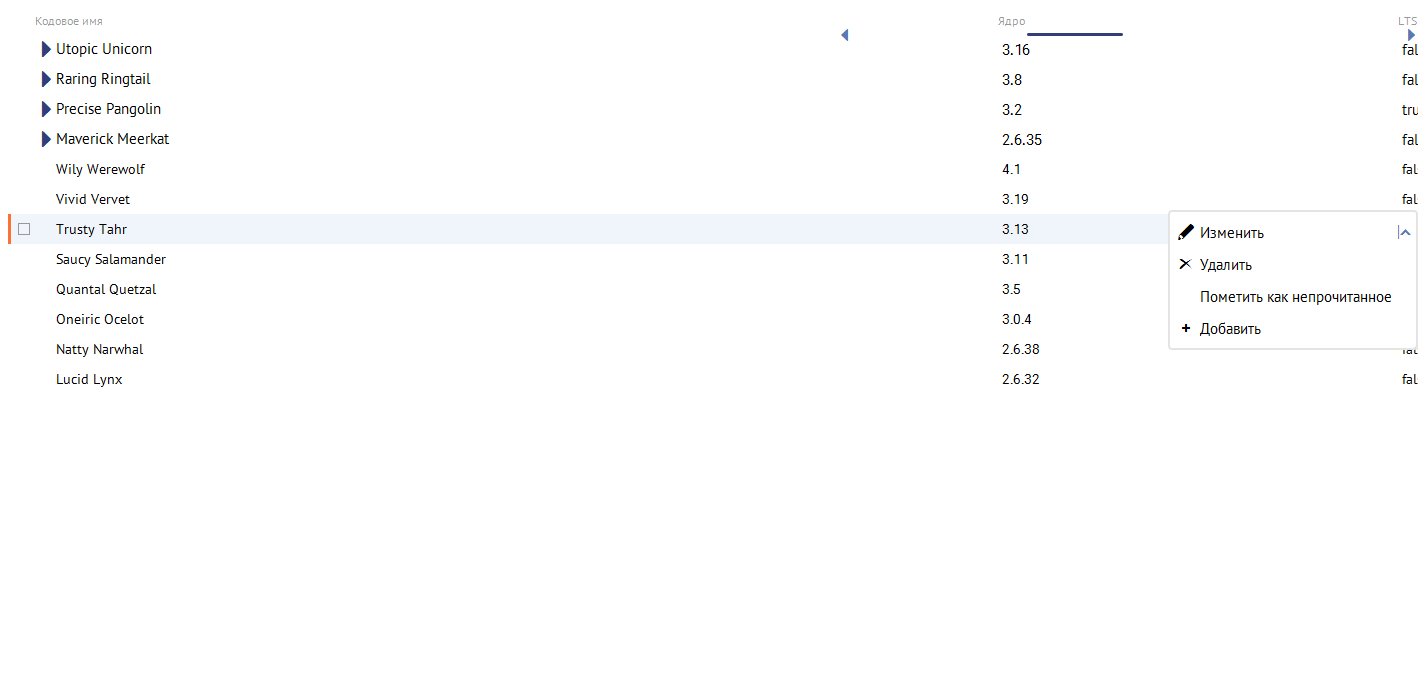 Кодовое имя Ядро LTS
Utopic Unicorn 3.16 fal
Raring Ringtail 3.8 fal
Precise Pangolin 3.2 tru
Maverick Meerkat 2.6.35 fal
Wily Werewolf 4.1 fal
Vivid Vervet 3.19 fal
Trusty Tahr 3.13
Изменить
Saucy Salamander 3.11
Удалить
Quantal Quetzal 3.5
Пометить как непрочитанное
Oneiric Ocelot 3.0.4
Добавить
Natty Narwhal 2.6.38 fal
Lucid Lynx 2.6.32 fal